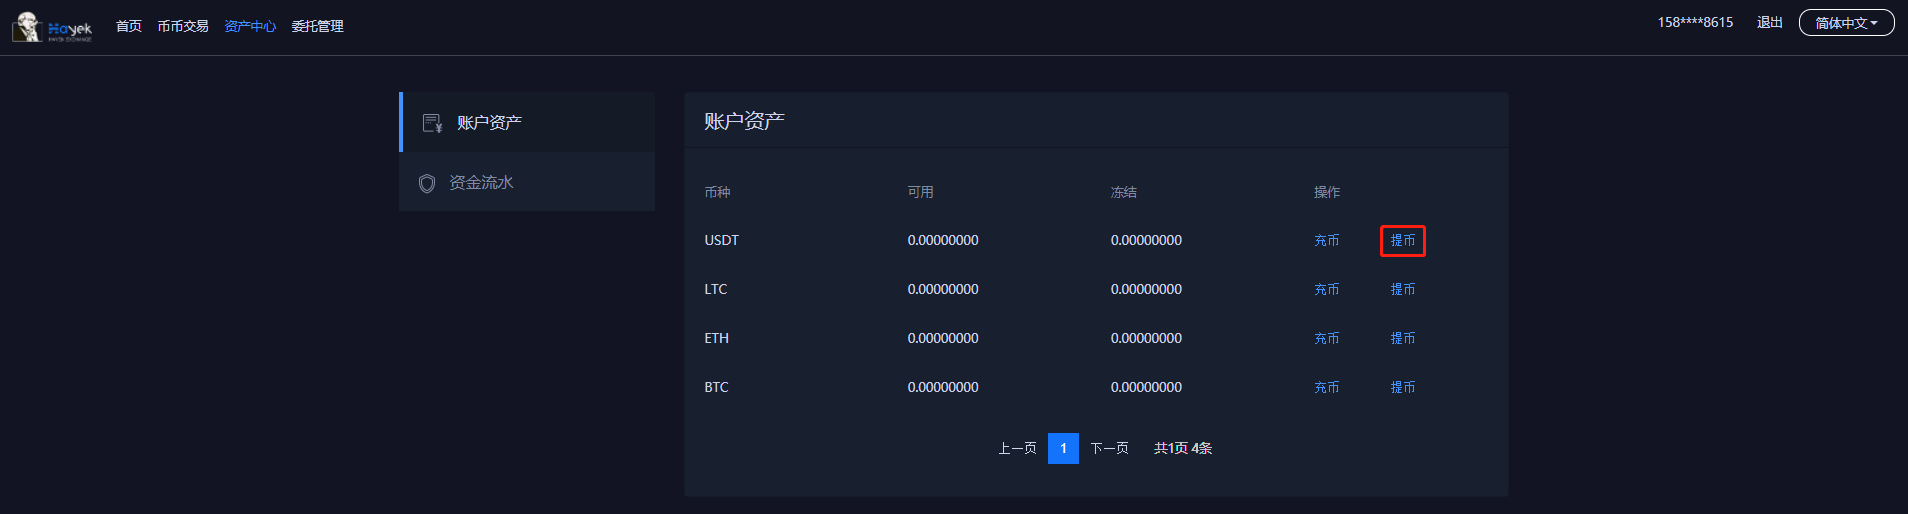 Hayek
首页 币币交易 资产中心 委托管理
158****8615 退出 简体中文
账户资产
资金流水
账户资产
币种 可用 冻结 操作
USDT 0.00000000 0.00000000 充币 提币
LTC 0.00000000 0.00000000 充币 提币
ETH 0.00000000 0.00000000 充币 提币
BTC 0.00000000 0.00000000 充币 提币
上一页 1 下一页 共1页 4条